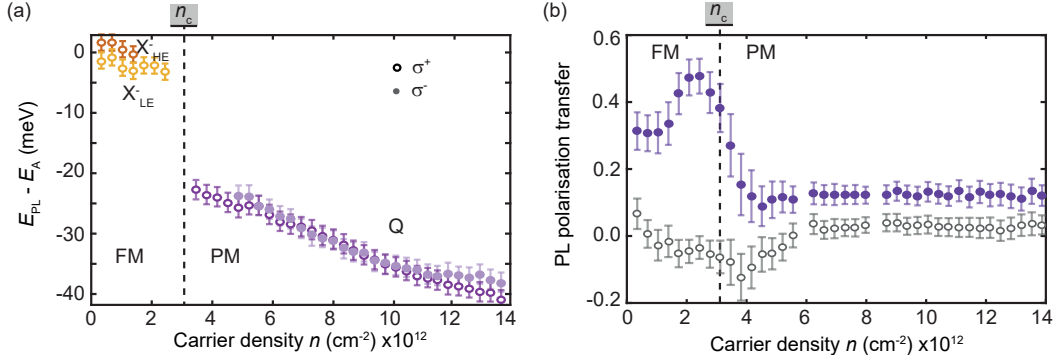 (a)
n_c
0
-10
-20
-30
-40
E_PL - E_A (meV)
X⁻_HE
X⁻_LE
σ⁺
σ⁻
Q
FM
PM
0
2
4
6
8
10
12
14
Carrier density n (cm⁻²) x10¹²
(b)
n_c
FM
PM
0.6
0.4
0.2
0.0
-0.2
PL polarisation transfer
0
2
4
6
8
10
12
14
Carrier density n (cm⁻²) x10¹²